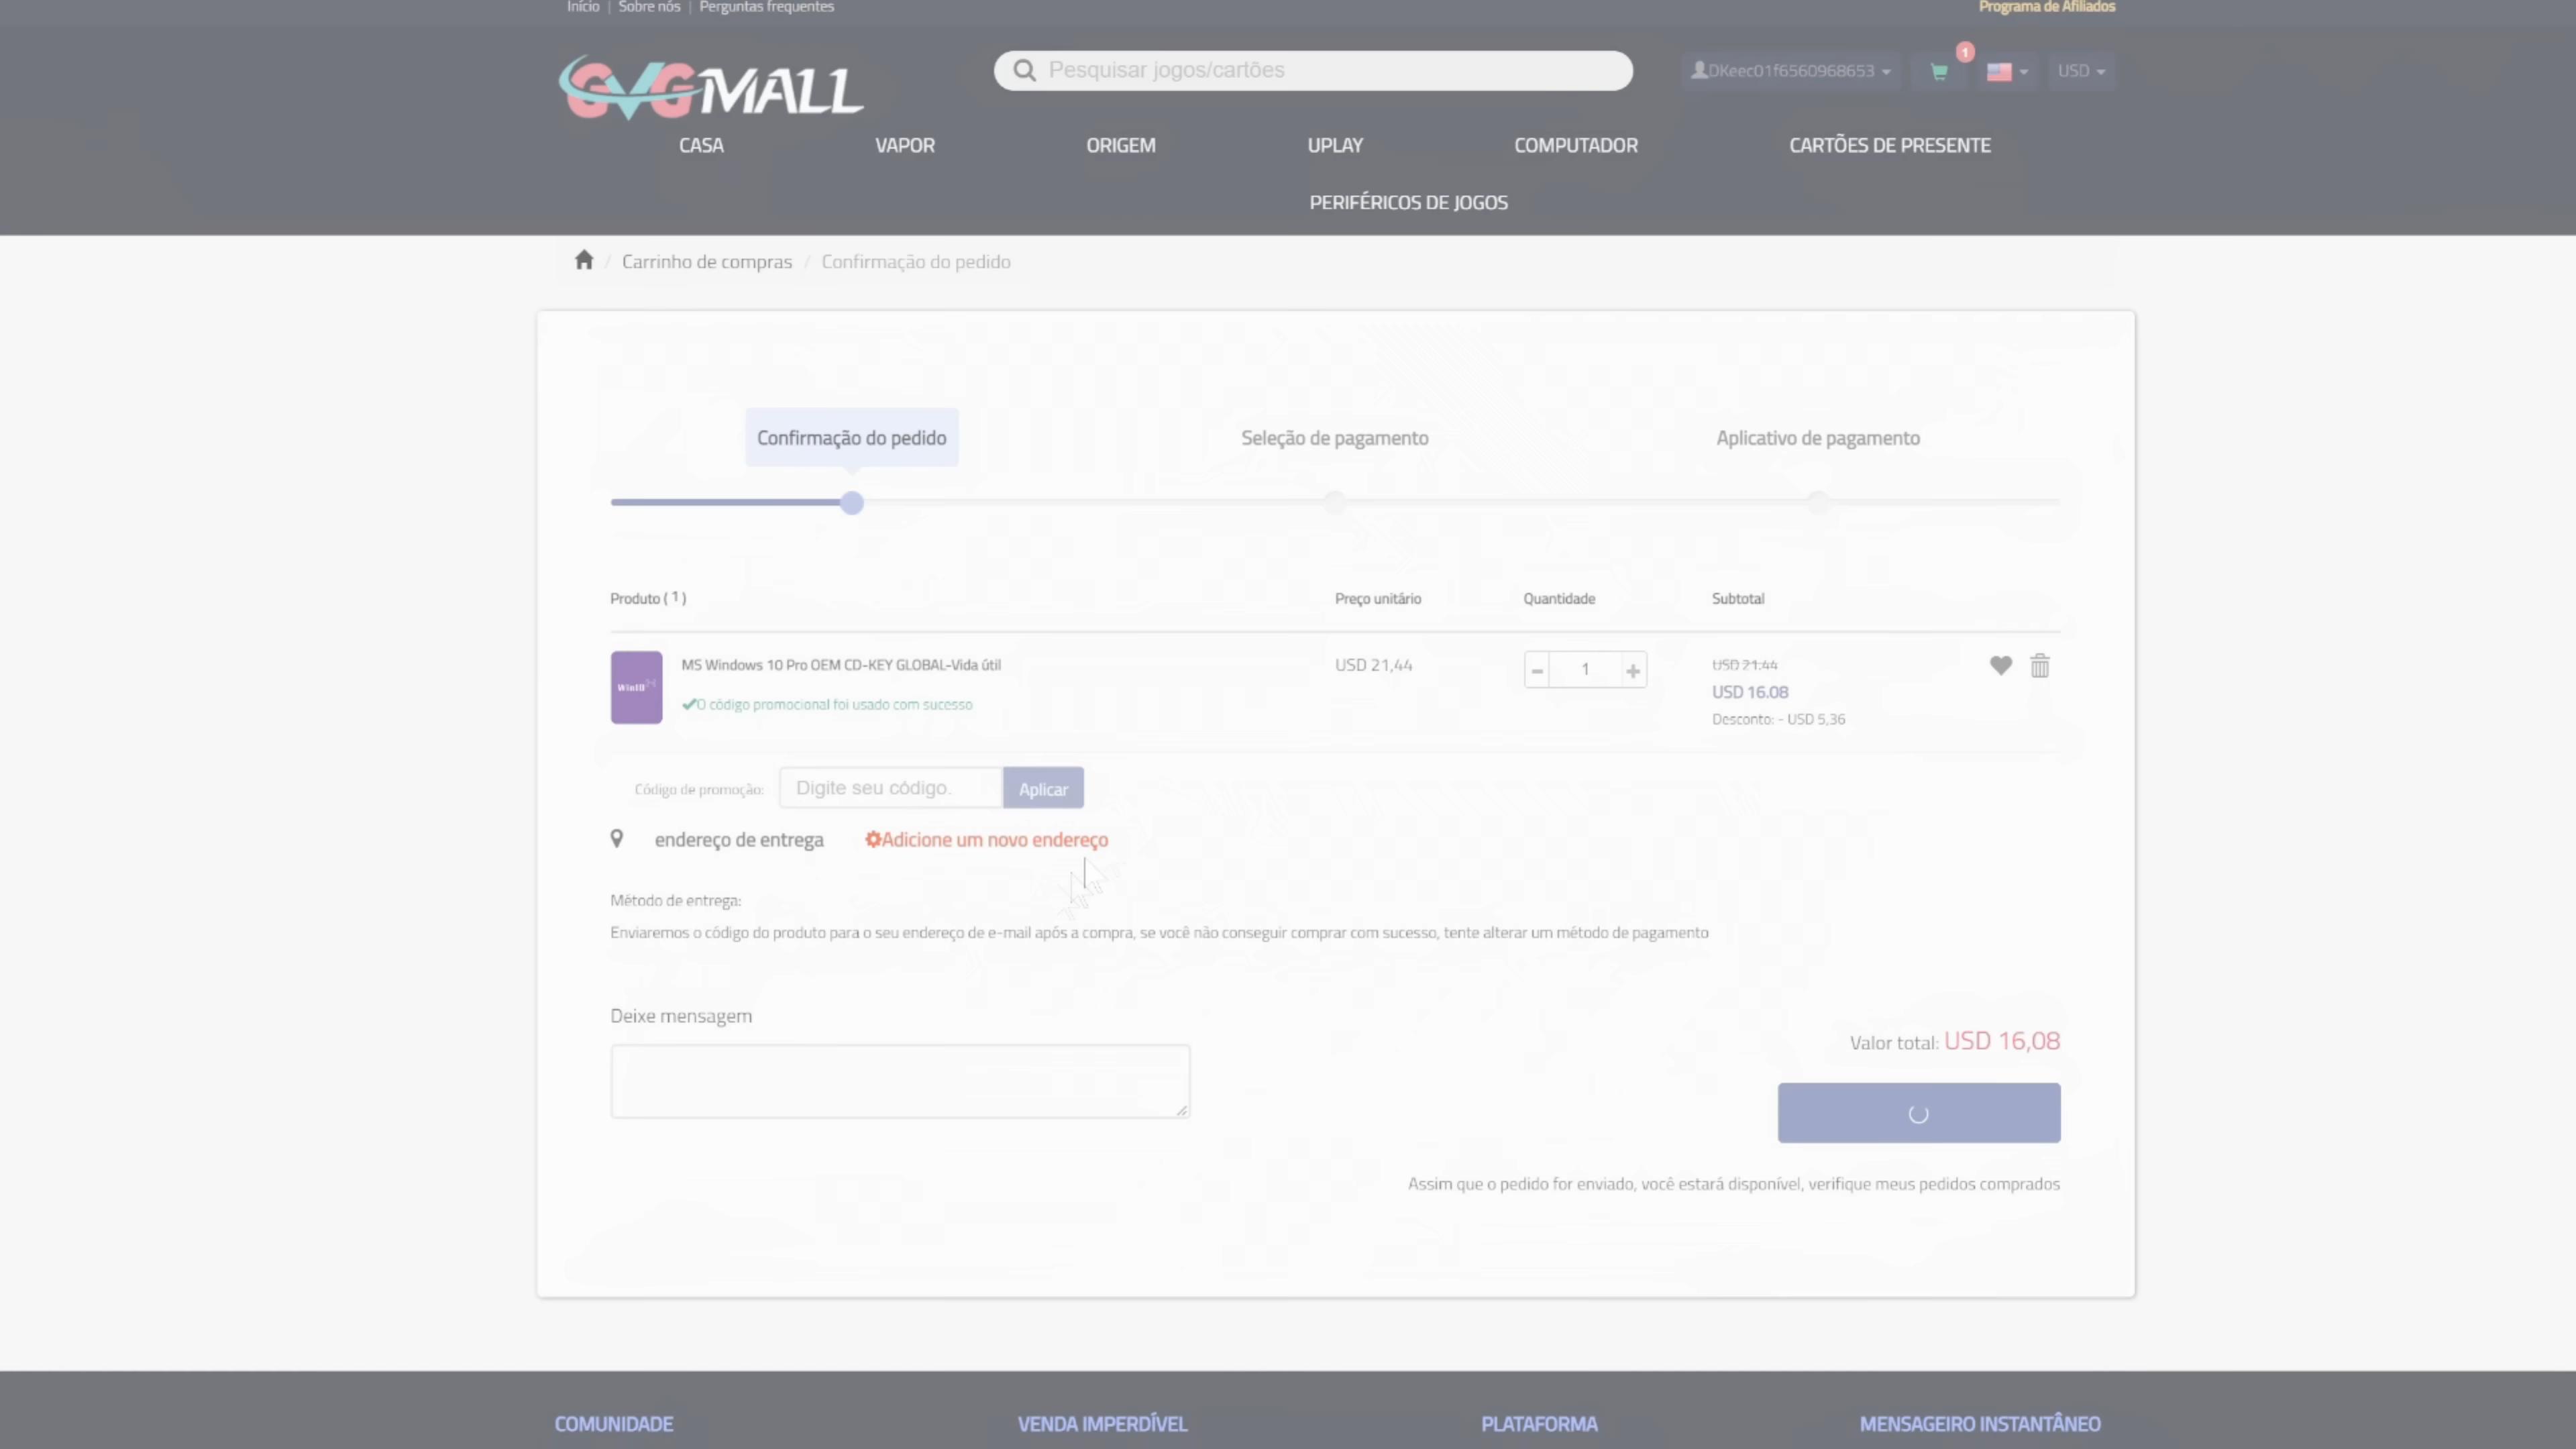 Início | Sobre nós | Perguntas frequentes
Programa de Afiliados
GVGMALL
Pesquisar jogos/cartões
DKeec01f6560968653
1
USD
CASA
VAPOR
ORIGEM
UPLAY
COMPUTADOR
CARTÕES DE PRESENTE
PERIFÉRICOS DE JOGOS
/ Carrinho de compras / Confirmação do pedido
Confirmação do pedido
Seleção de pagamento
Aplicativo de pagamento
Produto ( 1 )
Preço unitário
Quantidade
Subtotal
Win10
MS Windows 10 Pro OEM CD-KEY GLOBAL-Vida útil
USD 21,44
1
USD 21.44
USD 16.08
O código promocional foi usado com sucesso
Desconto: - USD 5,36
Código de promoção:
Digite seu código.
Aplicar
endereço de entrega
Adicione um novo endereço
Método de entrega:
Enviaremos o código do produto para o seu endereço de e-mail após a compra, se você não conseguir comprar com sucesso, tente alterar um método de pagamento
Deixe mensagem
Valor total: USD 16,08
Assim que o pedido for enviado, você estará disponível, verifique meus pedidos comprados
COMUNIDADE
VENDA IMPERDÍVEL
PLATAFORMA
MENSAGEIRO INSTANTÂNEO